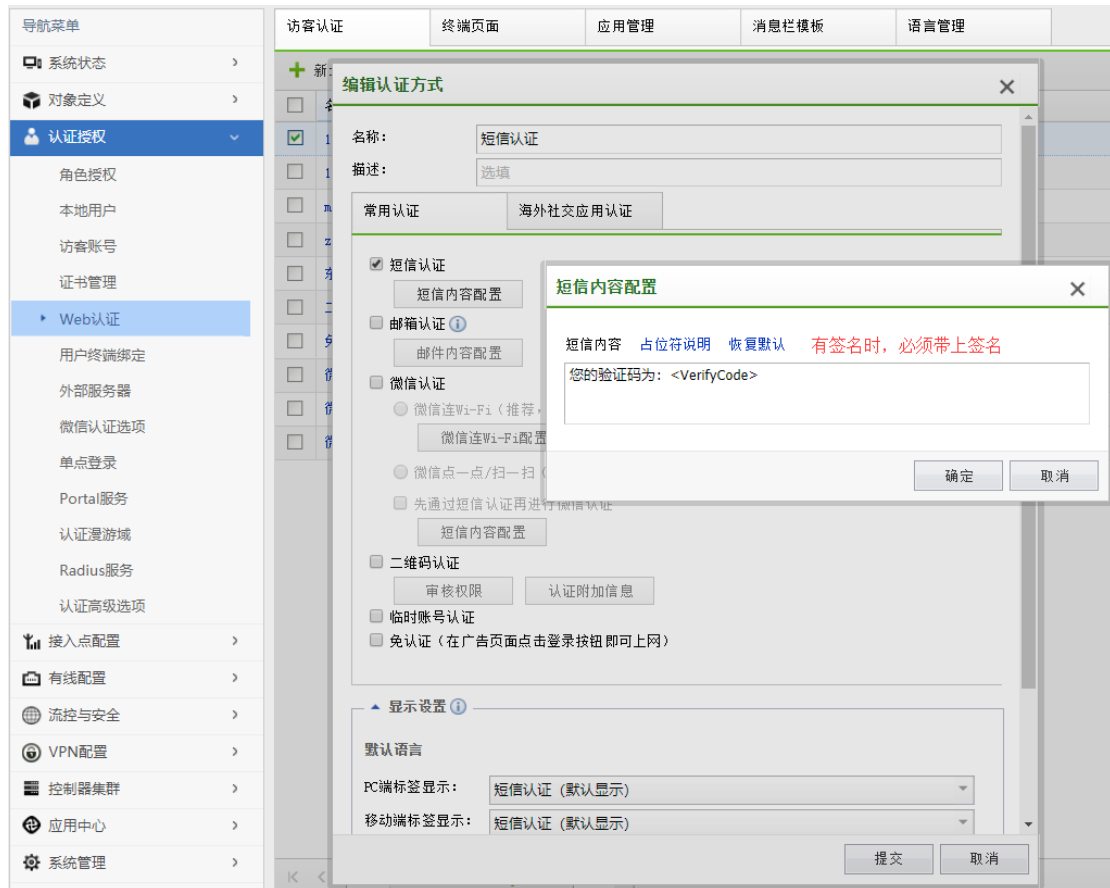 导航菜单
系统状态
对象定义
认证授权
角色授权
本地用户
访客账号
证书管理
Web认证
用户终端绑定
外部服务器
微信认证选项
单点登录
Portal服务
认证漫游域
Radius服务
认证高级选项
接入点配置
有线配置
流控与安全
VPN配置
控制器集群
应用中心
系统管理
访客认证 终端页面 应用管理 消息栏模板 语言管理
编辑认证方式
名称: 短信认证
描述: 选填
常用认证 海外社交应用认证
短信认证
短信内容配置
邮箱认证
邮件内容配置
微信认证
微信连Wi-Fi(推荐,
微信连Wi-Fi配置
微信点一点/扫一扫(
先通过短信认证再进行微信认证
短信内容配置
二维码认证
审核权限 认证附加信息
临时账号认证
免认证(在广告页面点击登录按钮即可上网)
显示设置
默认语言
PC端标签显示: 短信认证 (默认显示)
移动端标签显示: 短信认证 (默认显示)
提交 取消
短信内容配置
短信内容 占位符说明 恢复默认 有签名时，必须带上签名
您的验证码为: <VerifyCode>
确定 取消